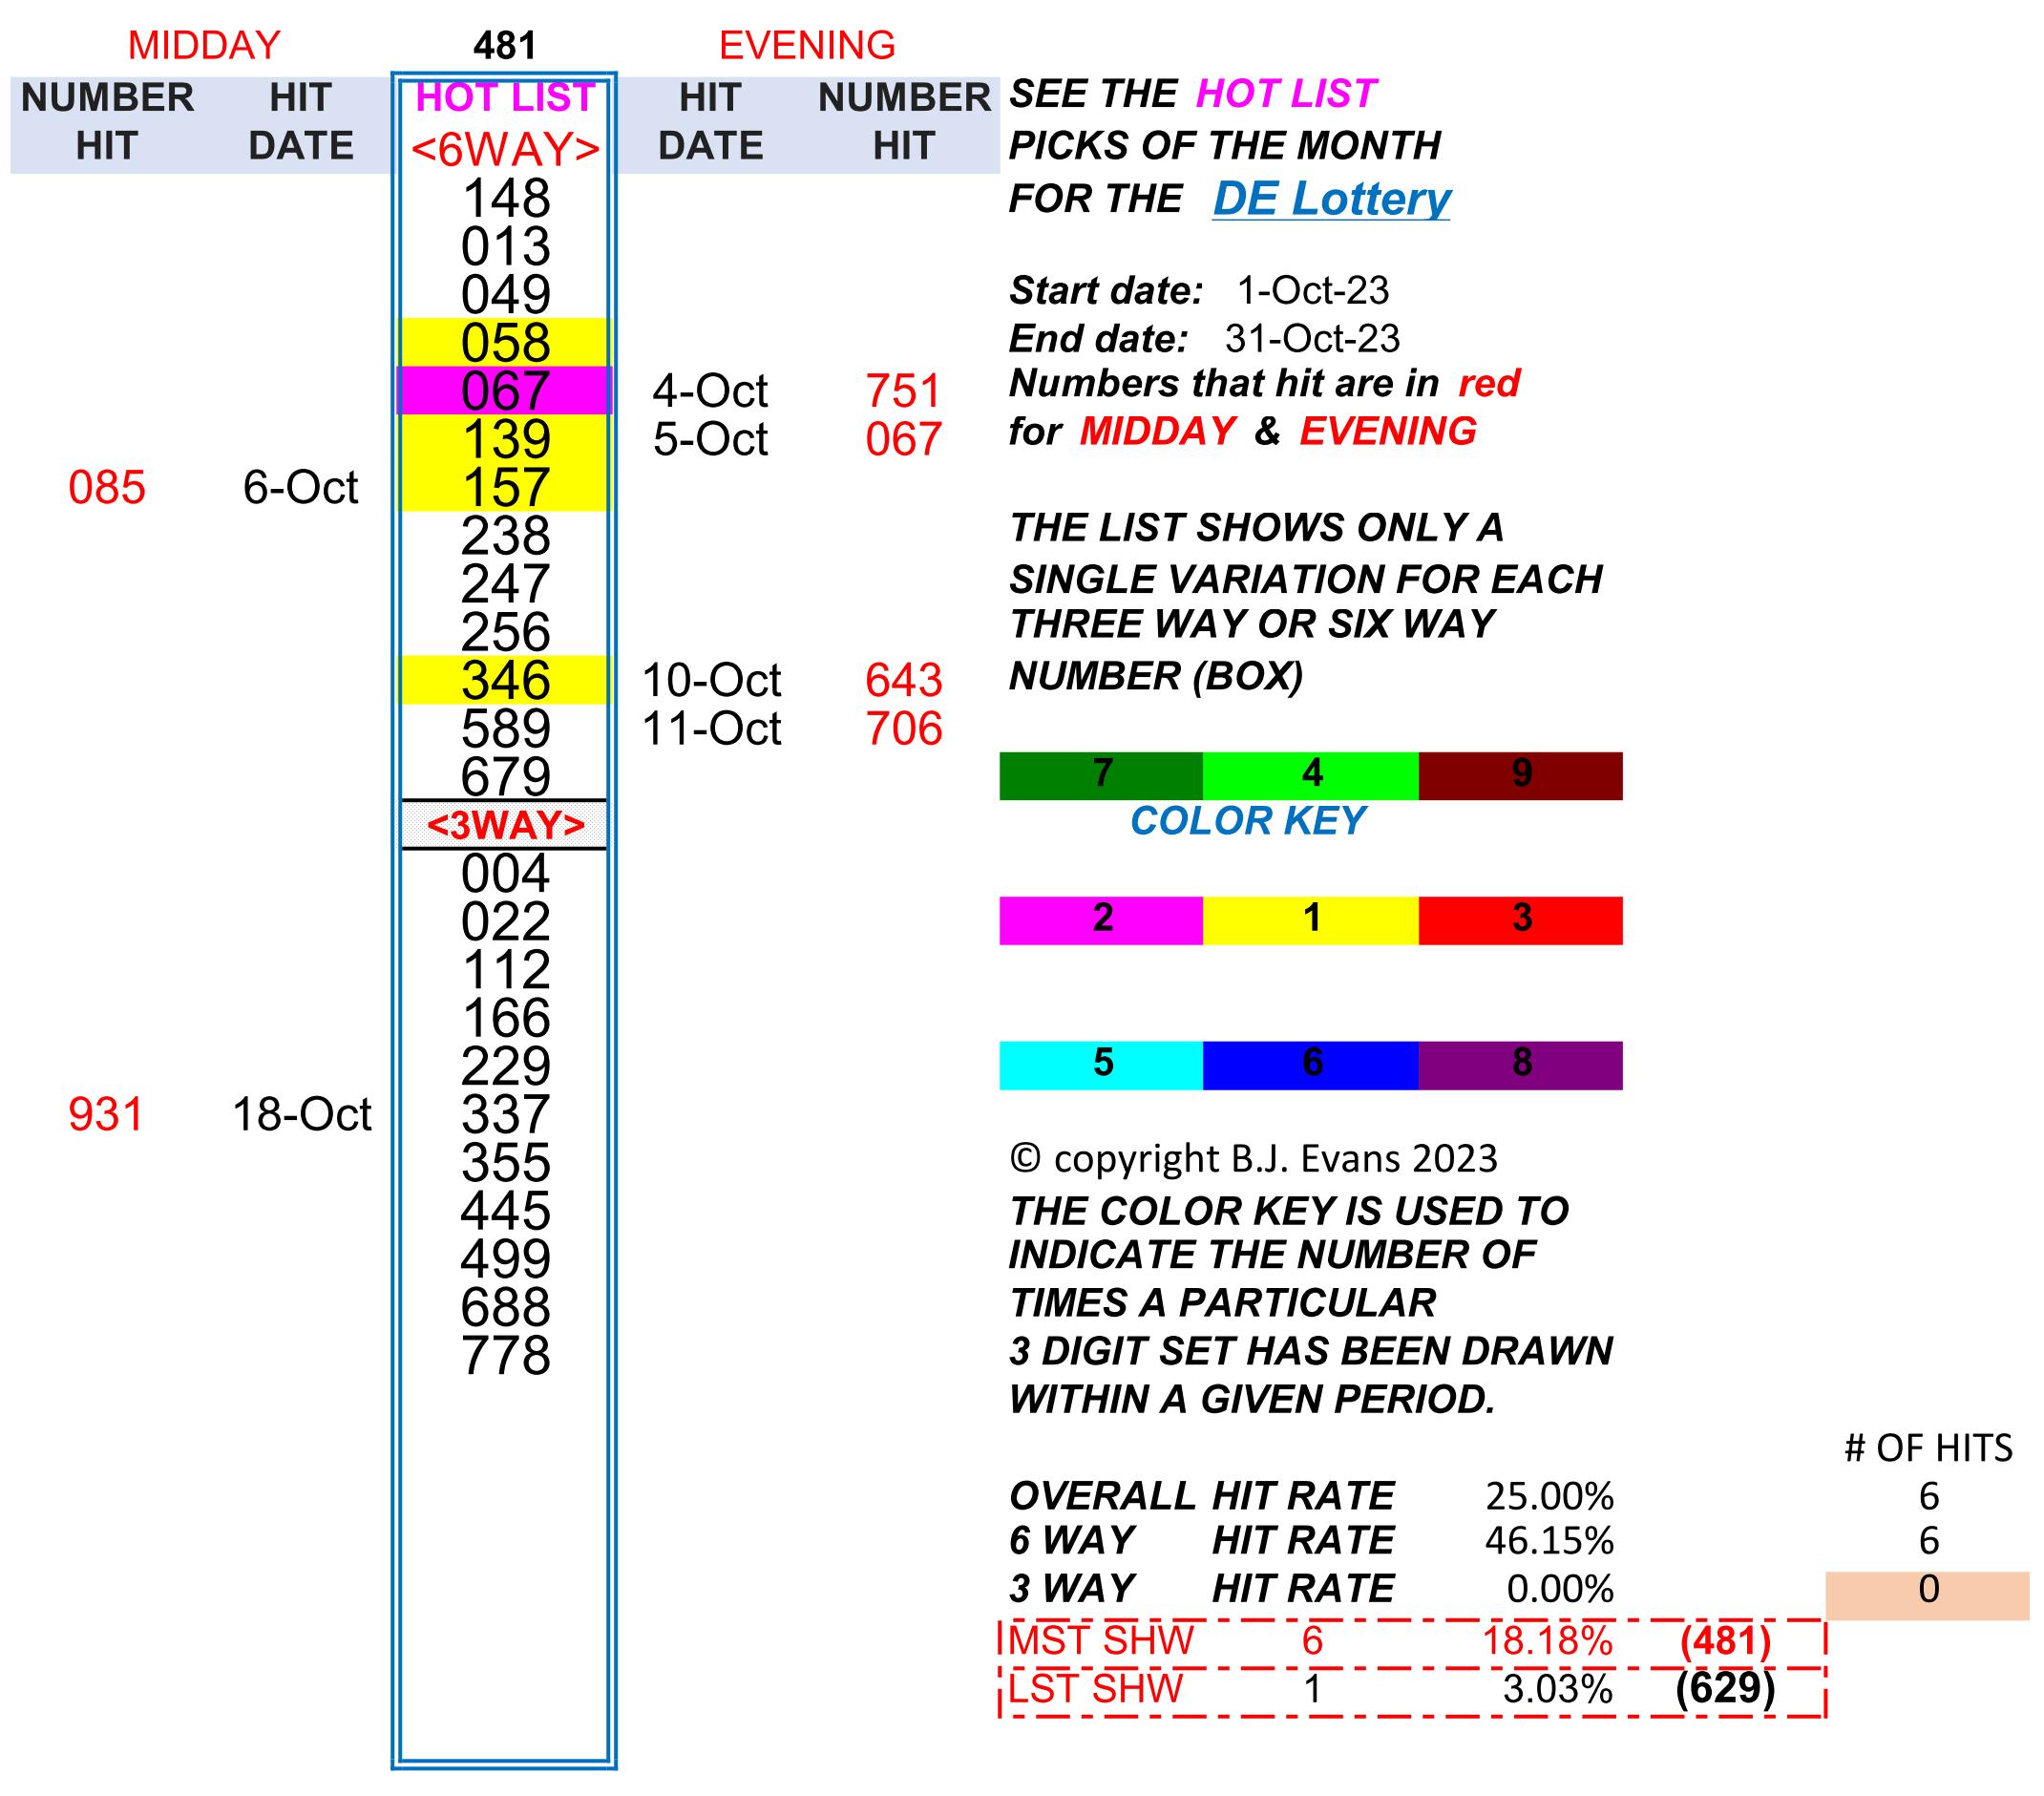 MIDDAY 481 EVENING
NUMBER HIT HOT LIST HIT NUMBER
HIT DATE <6WAY> DATE HIT
148
013
049
058
067 4-Oct 751
139 5-Oct 067
085 6-Oct 157
238
247
256
346 10-Oct 643
589 11-Oct 706
679
<3WAY>
004
022
112
166
229
931 18-Oct 337
355
445
499
688
778
SEE THE HOT LIST
PICKS OF THE MONTH
FOR THE DE Lottery
Start date: 1-Oct-23
End date: 31-Oct-23
Numbers that hit are in red
for MIDDAY & EVENING
THE LIST SHOWS ONLY A
SINGLE VARIATION FOR EACH
THREE WAY OR SIX WAY
NUMBER (BOX)
7 4 9
COLOR KEY
2 1 3
5 6 8
© copyright B.J. Evans 2023
THE COLOR KEY IS USED TO
INDICATE THE NUMBER OF
TIMES A PARTICULAR
3 DIGIT SET HAS BEEN DRAWN
WITHIN A GIVEN PERIOD.
# OF HITS
OVERALL HIT RATE 25.00% 6
6 WAY HIT RATE 46.15% 6
3 WAY HIT RATE 0.00% 0
MST SHW 6 18.18% (481)
LST SHW 1 3.03% (629)